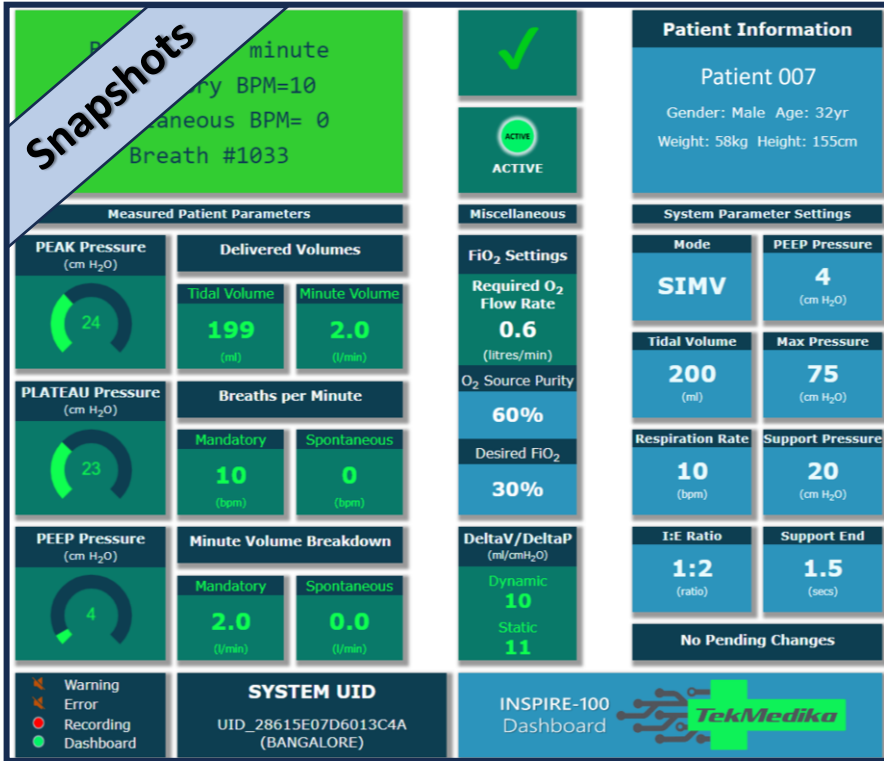 Snapshots
minute
BPM=10
BPM= 0
Breath #1033
ACTIVE
ACTIVE
Patient Information
Patient 007
Gender: Male Age: 32yr
Weight: 58kg Height: 155cm
Measured Patient Parameters
Miscellaneous
System Parameter Settings
PEAK Pressure
(cm H₂O)
24
Delivered Volumes
Tidal Volume
199
(ml)
Minute Volume
2.0
(l/min)
PLATEAU Pressure
(cm H₂O)
23
Breaths per Minute
Mandatory
10
(bpm)
Spontaneous
0
(bpm)
PEEP Pressure
(cm H₂O)
4
Minute Volume Breakdown
Mandatory
2.0
(l/min)
Spontaneous
0.0
(l/min)
FiO₂ Settings
Required O₂
Flow Rate
0.6
(litres/min)
O₂ Source Purity
60%
Desired FiO₂
30%
DeltaV/DeltaP
(ml/cmH₂O)
Dynamic
10
Static
11
Mode
SIMV
PEEP Pressure
4
(cm H₂O)
Tidal Volume
200
(ml)
Max Pressure
75
(cm H₂O)
Respiration Rate
10
(bpm)
Support Pressure
20
(cm H₂O)
I:E Ratio
1:2
(ratio)
Support End
1.5
(secs)
No Pending Changes
Warning
Error
Recording
Dashboard
SYSTEM UID
UID_28615E07D6013C4A
(BANGALORE)
INSPIRE-100
Dashboard
TekMedika